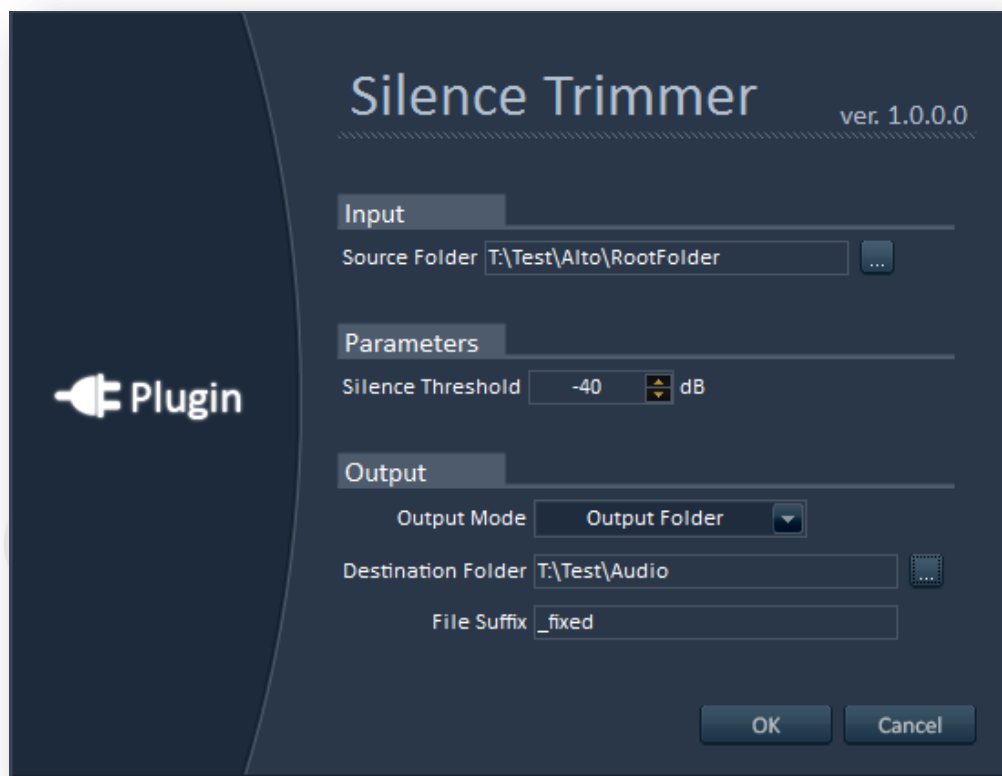 Silence Trimmer ver. 1.0.0.0
Input
Source Folder T:\Test\Alto\RootFolder ...
Parameters
Silence Threshold -40 dB
Plugin
Output
Output Mode Output Folder
Destination Folder T:\Test\Audio ...
File Suffix _fixed
OK Cancel